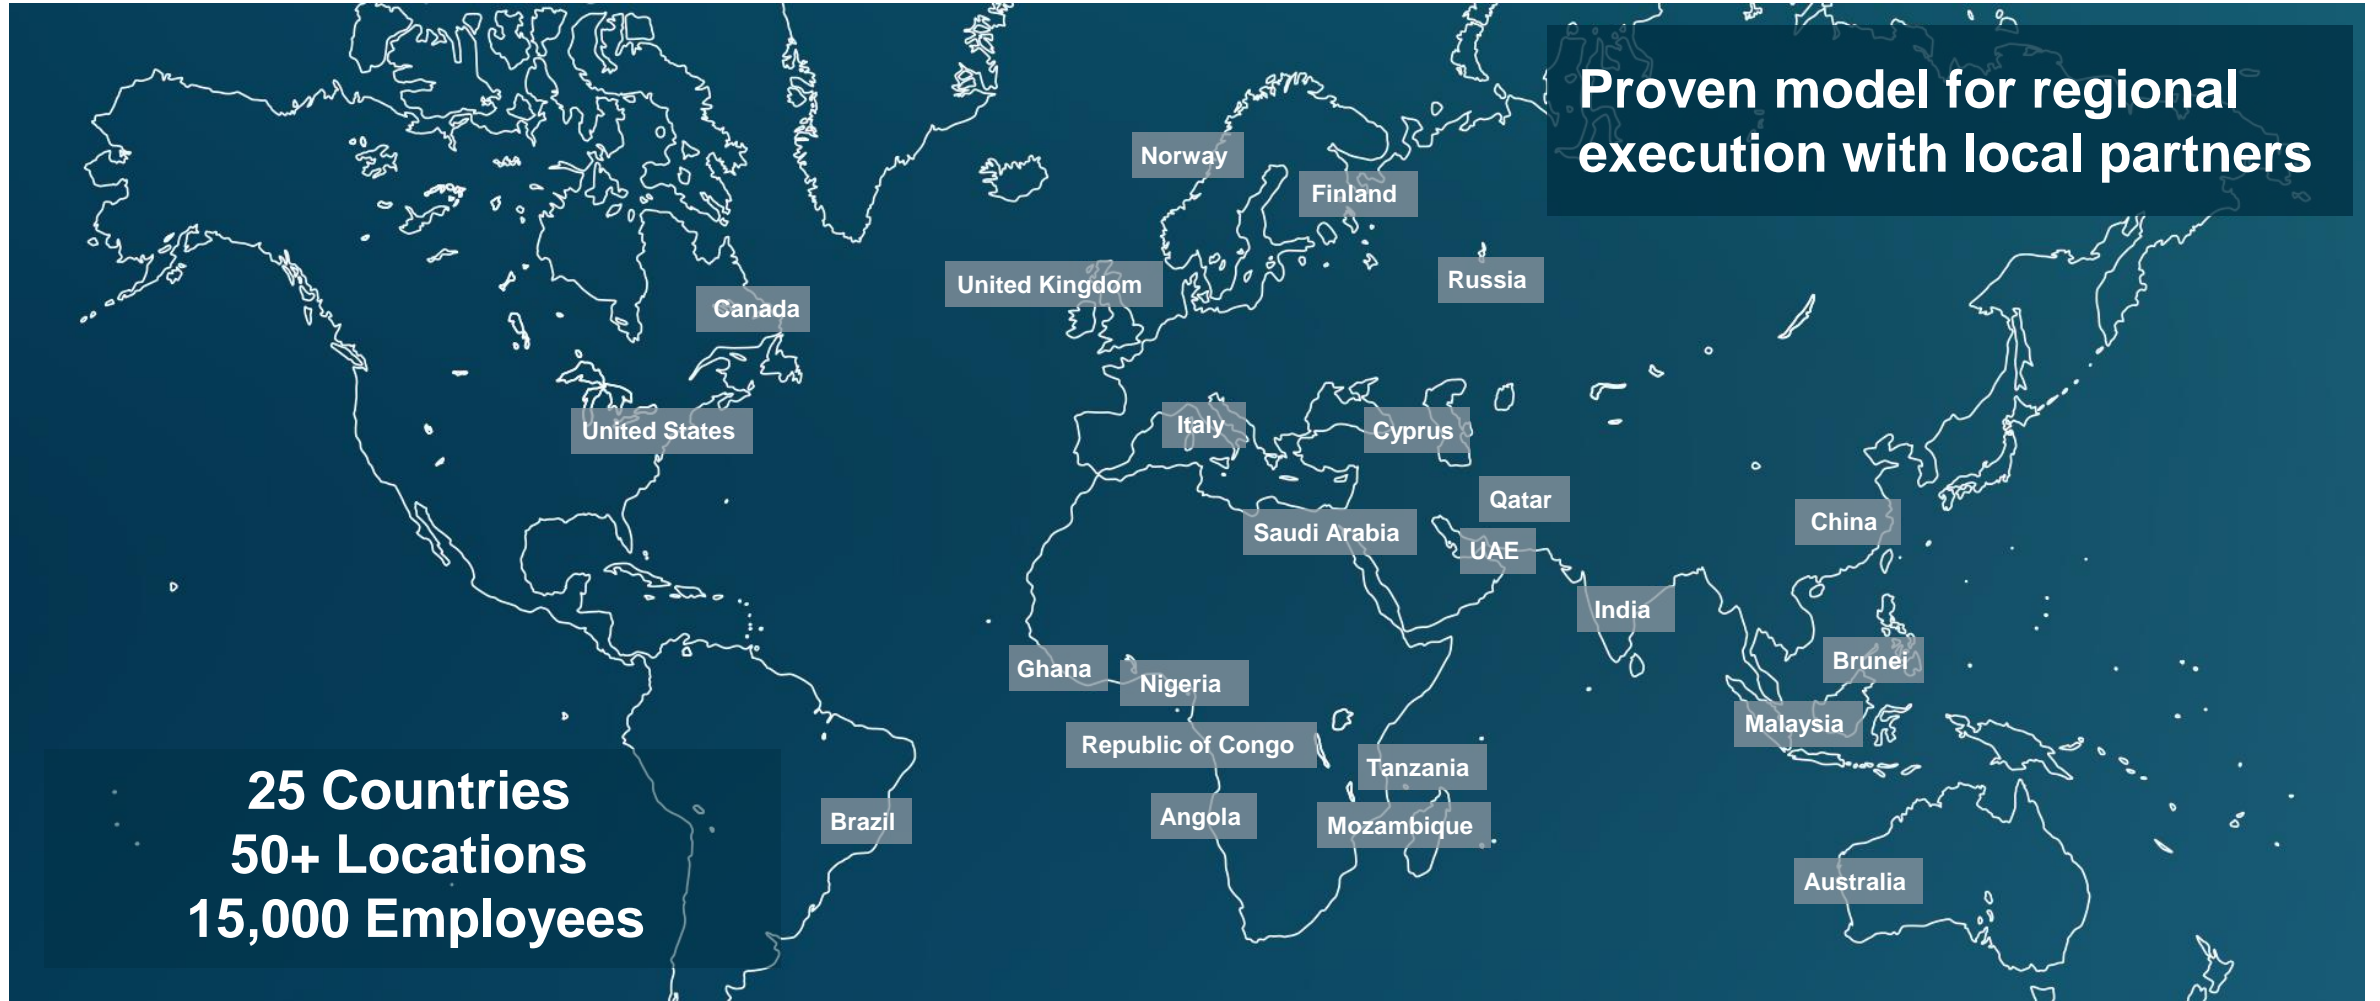 Proven model for regional
execution with local partners
Norway
Finland
United Kingdom
Russia
Canada
United States
Italy
Cyprus
Qatar
Saudi Arabia
UAE
China
India
Ghana
Nigeria
Brunei
Republic of Congo
Malaysia
Tanzania
Brazil
Angola
Mozambique
Australia
25 Countries
50+ Locations
15,000 Employees